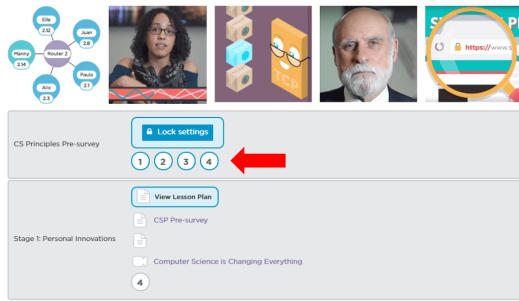 Ella
2.12
Juan
2.8
Manny
2.14
Router 2
Paula
2.1
Alix
2.3
TCP
https://www.s
CS Principles Pre-survey
Lock settings
1 2 3 4
View Lesson Plan
CSP Pre-survey
Stage 1: Personal Innovations
Computer Science is Changing Everything
4